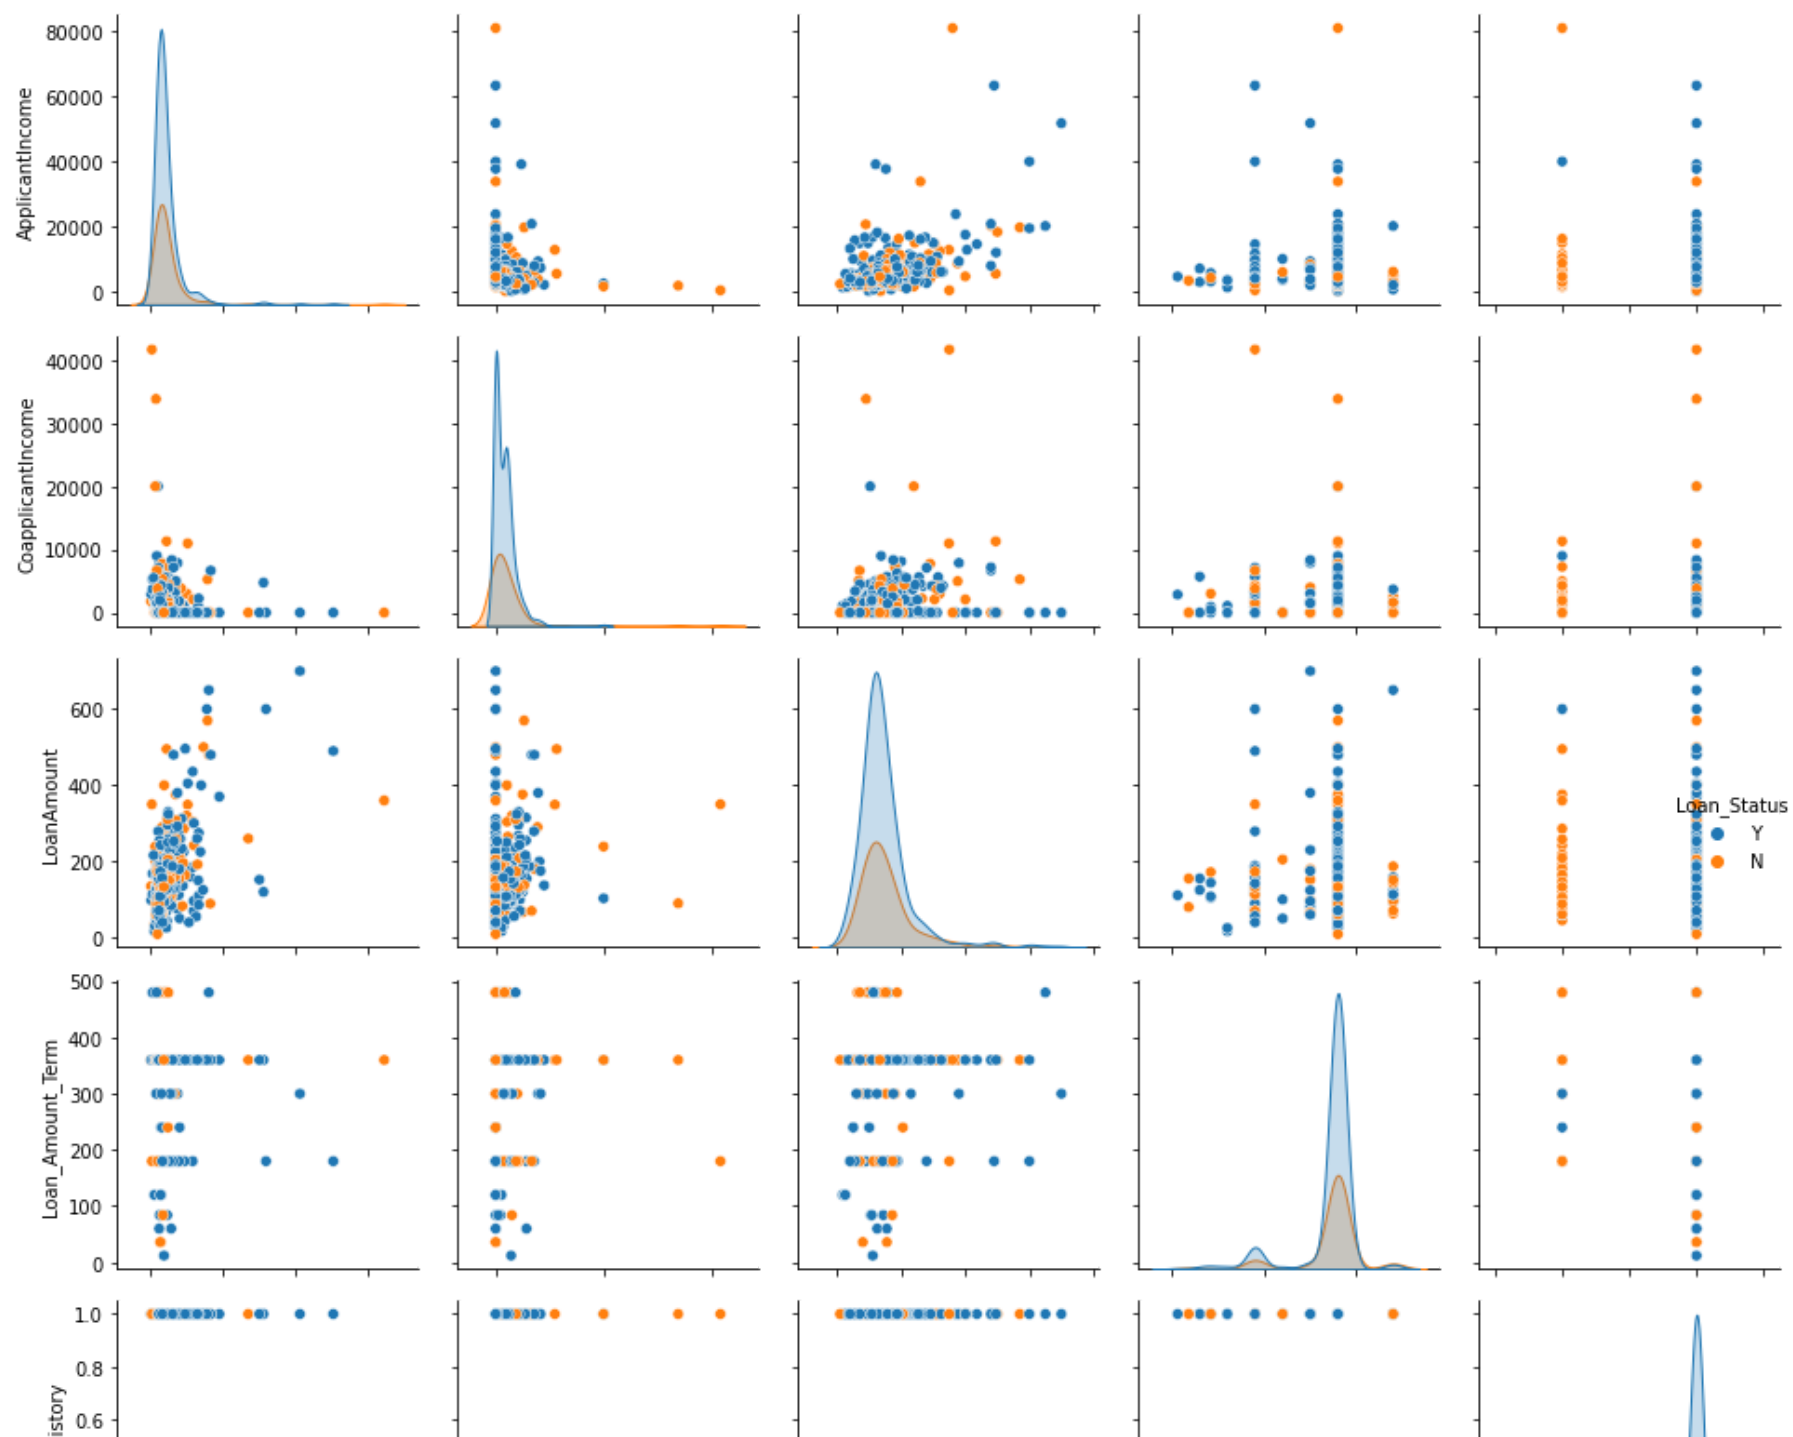 80000
60000
40000
20000
0
ApplicantIncome
40000
30000
20000
10000
0
CoapplicantIncome
600
400
200
0
LoanAmount
Loan_Status
Y
N
500
400
300
200
100
0
Loan_Amount_Term
1.0
0.8
0.6
istory